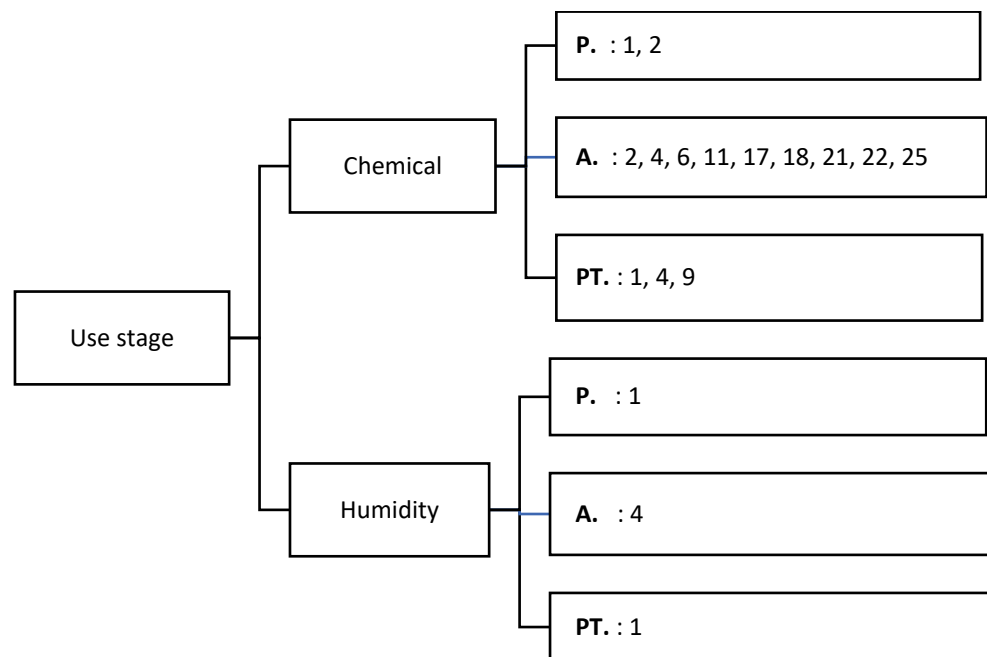 P. : 1, 2
Chemical
A. : 2, 4, 6, 11, 17, 18, 21, 22, 25
PT. : 1, 4, 9
Use stage
P. : 1
Humidity
A. : 4
PT. : 1